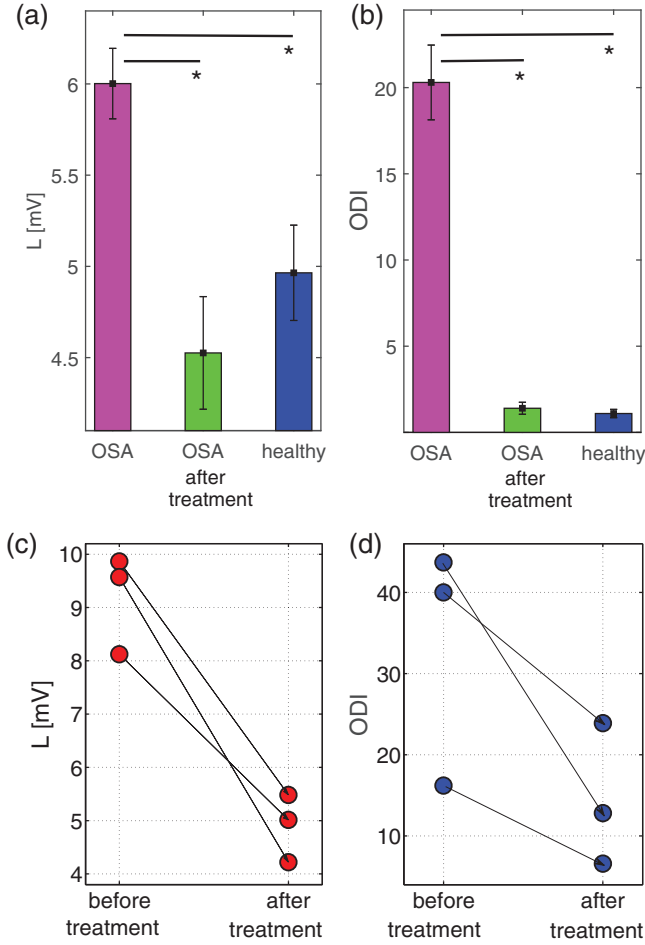 (a)
*
*
L [mV]
6
5.5
5
4.5
OSA
OSA
healthy
after
treatment
(b)
*
*
ODI
20
15
10
5
OSA
OSA
healthy
after
treatment
(c)
L [mV]
10
9
8
7
6
5
4
before
treatment
after
treatment
(d)
ODI
40
30
20
10
before
treatment
after
treatment